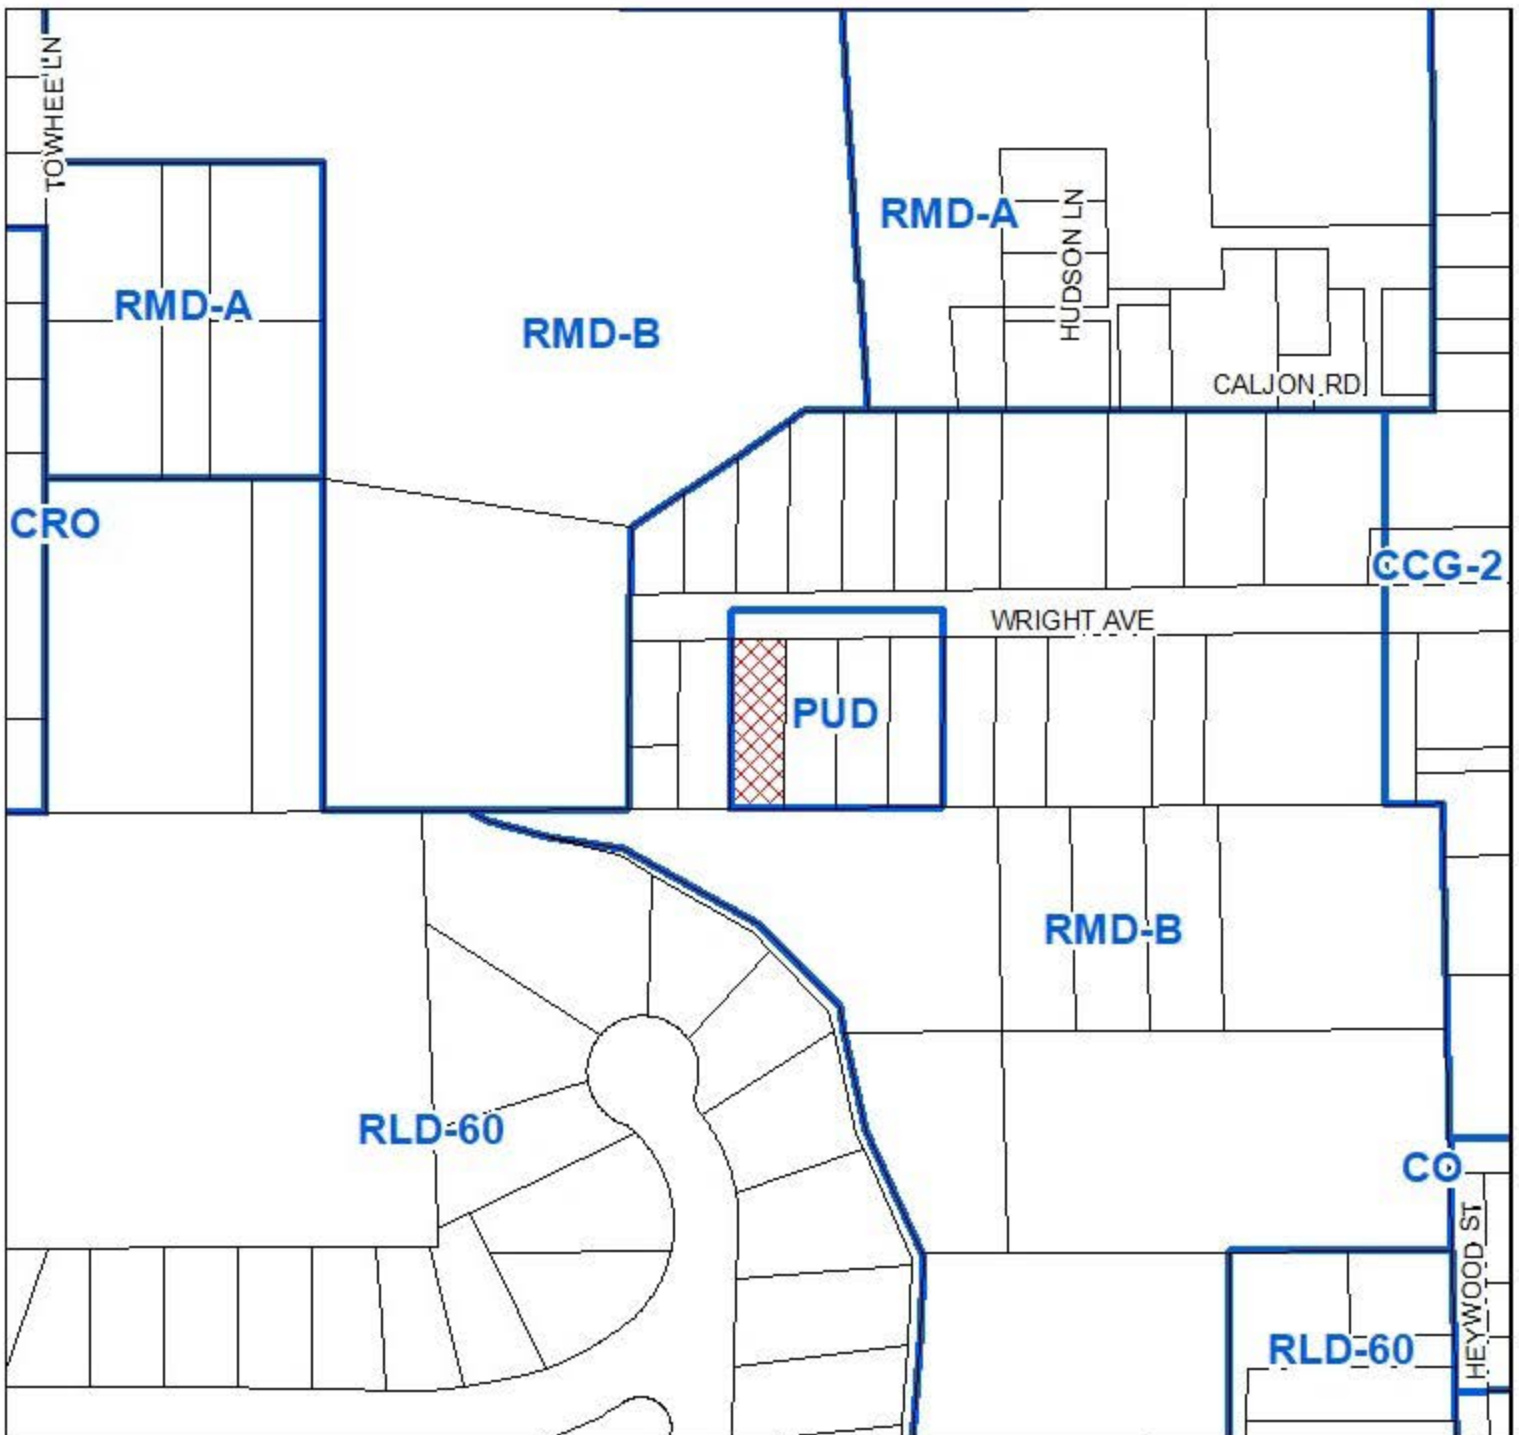 TOWHEE LN
RMD-A
HUDSON LN
RMD-A
RMD-B
CALJON RD
CRO
CCG-2
WRIGHT AVE
PUD
RMD-B
RLD-60
CO
HEYWOOD ST
RLD-60